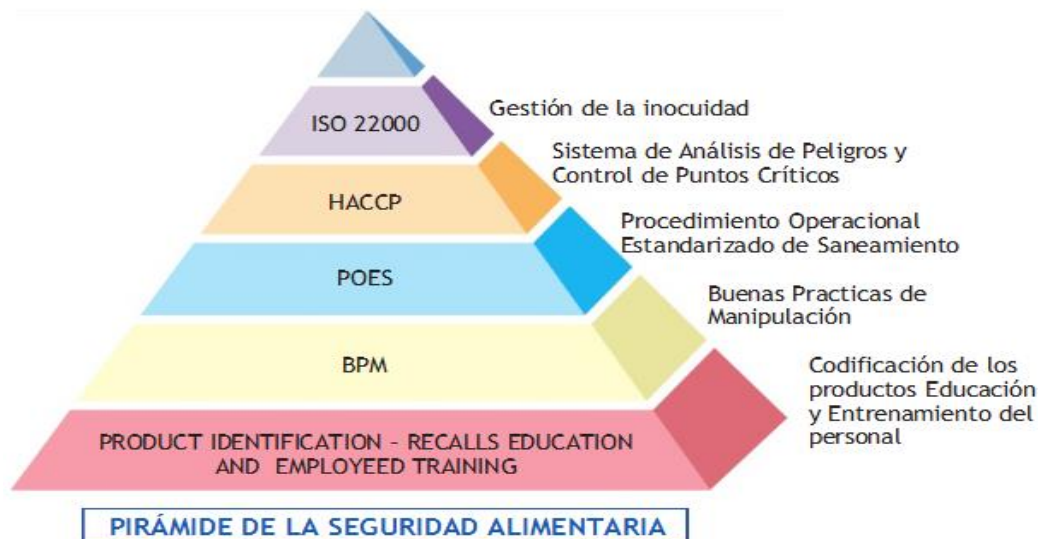 Gestión de la inocuidad
ISO 22000
Sistema de Análisis de Peligros y
Control de Puntos Críticos
HACCP
Procedimiento Operacional
Estandarizado de Saneamiento
POES
Buenas Practicas de
Manipulación
BPM
Codificación de los
productos Educación
y Entrenamiento del
personal
PRODUCT IDENTIFICATION - RECALLS EDUCATION
AND EMPLOYEED TRAINING
PIRÁMIDE DE LA SEGURIDAD ALIMENTARIA